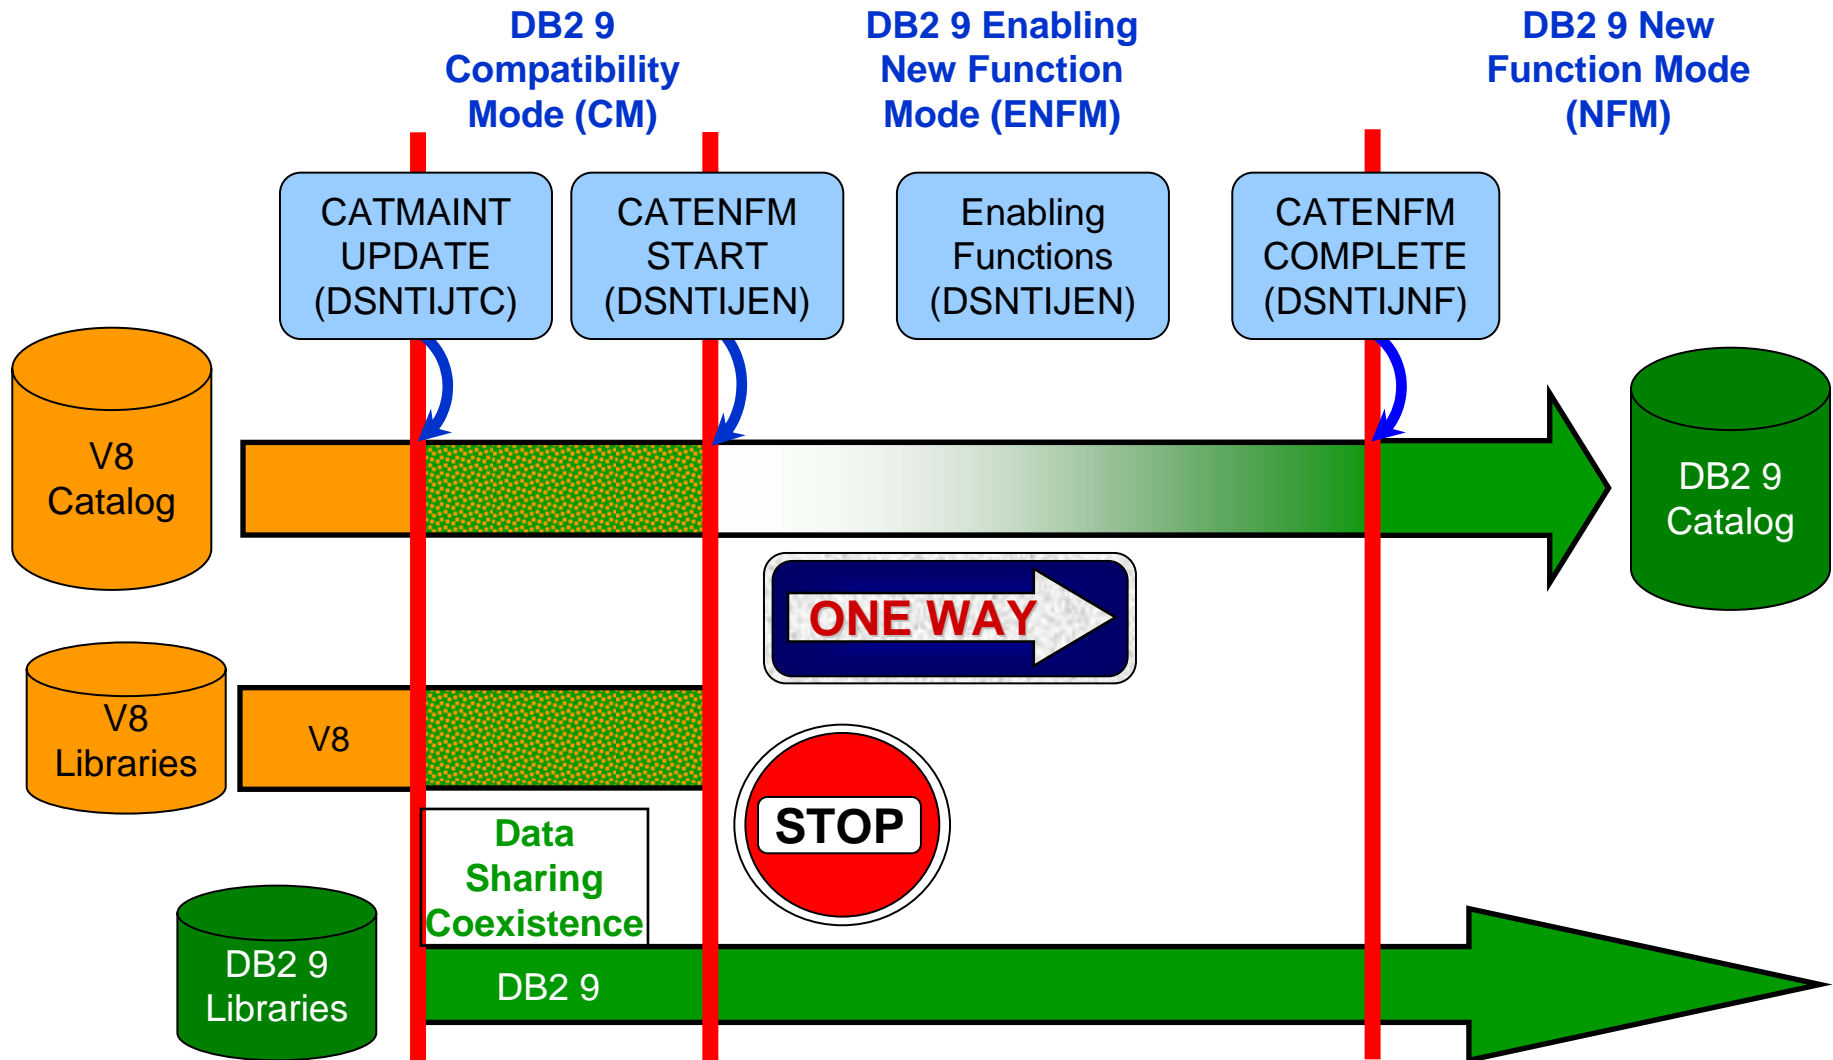 DB2 9
Compatibility
Mode (CM)
DB2 9 Enabling
New Function
Mode (ENFM)
DB2 9 New
Function Mode
(NFM)
CATMAINT
UPDATE
(DSNTIJTC)
CATENFM
START
(DSNTIJEN)
Enabling
Functions
(DSNTIJEN)
CATENFM
COMPLETE
(DSNTIJNF)
V8
Catalog
DB2 9
Catalog
ONE WAY
V8
Libraries
V8
STOP
Data
Sharing
Coexistence
DB2 9
Libraries
DB2 9